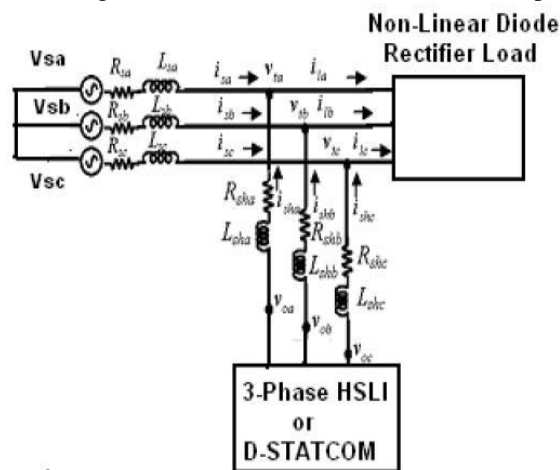 Non-Linear Diode
Rectifier Load
Vsa
Rsa
Lsa
isa
vta
ila
Vsb
Rsb
Lsb
isb
vtb
ilb
Vsc
Rsc
Lsc
isc
vtc
ilc
Rsha
isha
Lsha
ishb
Rshb
Lshb
ishc
Rshc
Lshc
voa
vob
voc
3-Phase HSLI
or
D-STATCOM